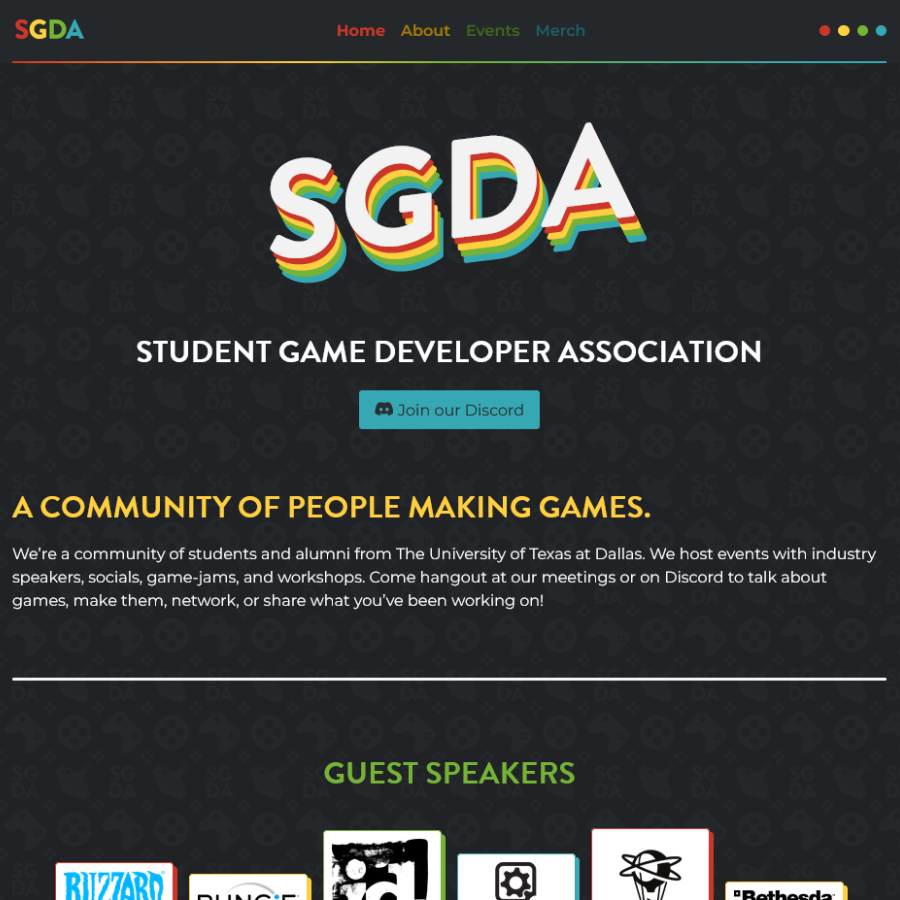 SGDA
Home About Events Merch
SGDA
STUDENT GAME DEVELOPER ASSOCIATION
Join our Discord
A COMMUNITY OF PEOPLE MAKING GAMES.
We’re a community of students and alumni from The University of Texas at Dallas. We host events with industry
speakers, socials, game-jams, and workshops. Come hangout at our meetings or on Discord to talk about
games, make them, network, or share what you’ve been working on!
GUEST SPEAKERS
BLIZZARD
BUNGiE
id
Bethesda